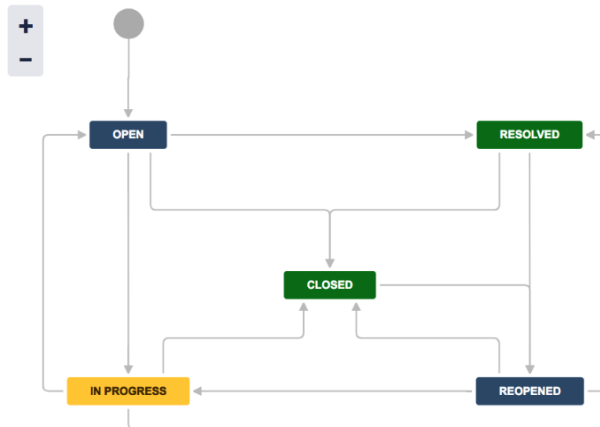 +
−
OPEN
RESOLVED
CLOSED
IN PROGRESS
REOPENED